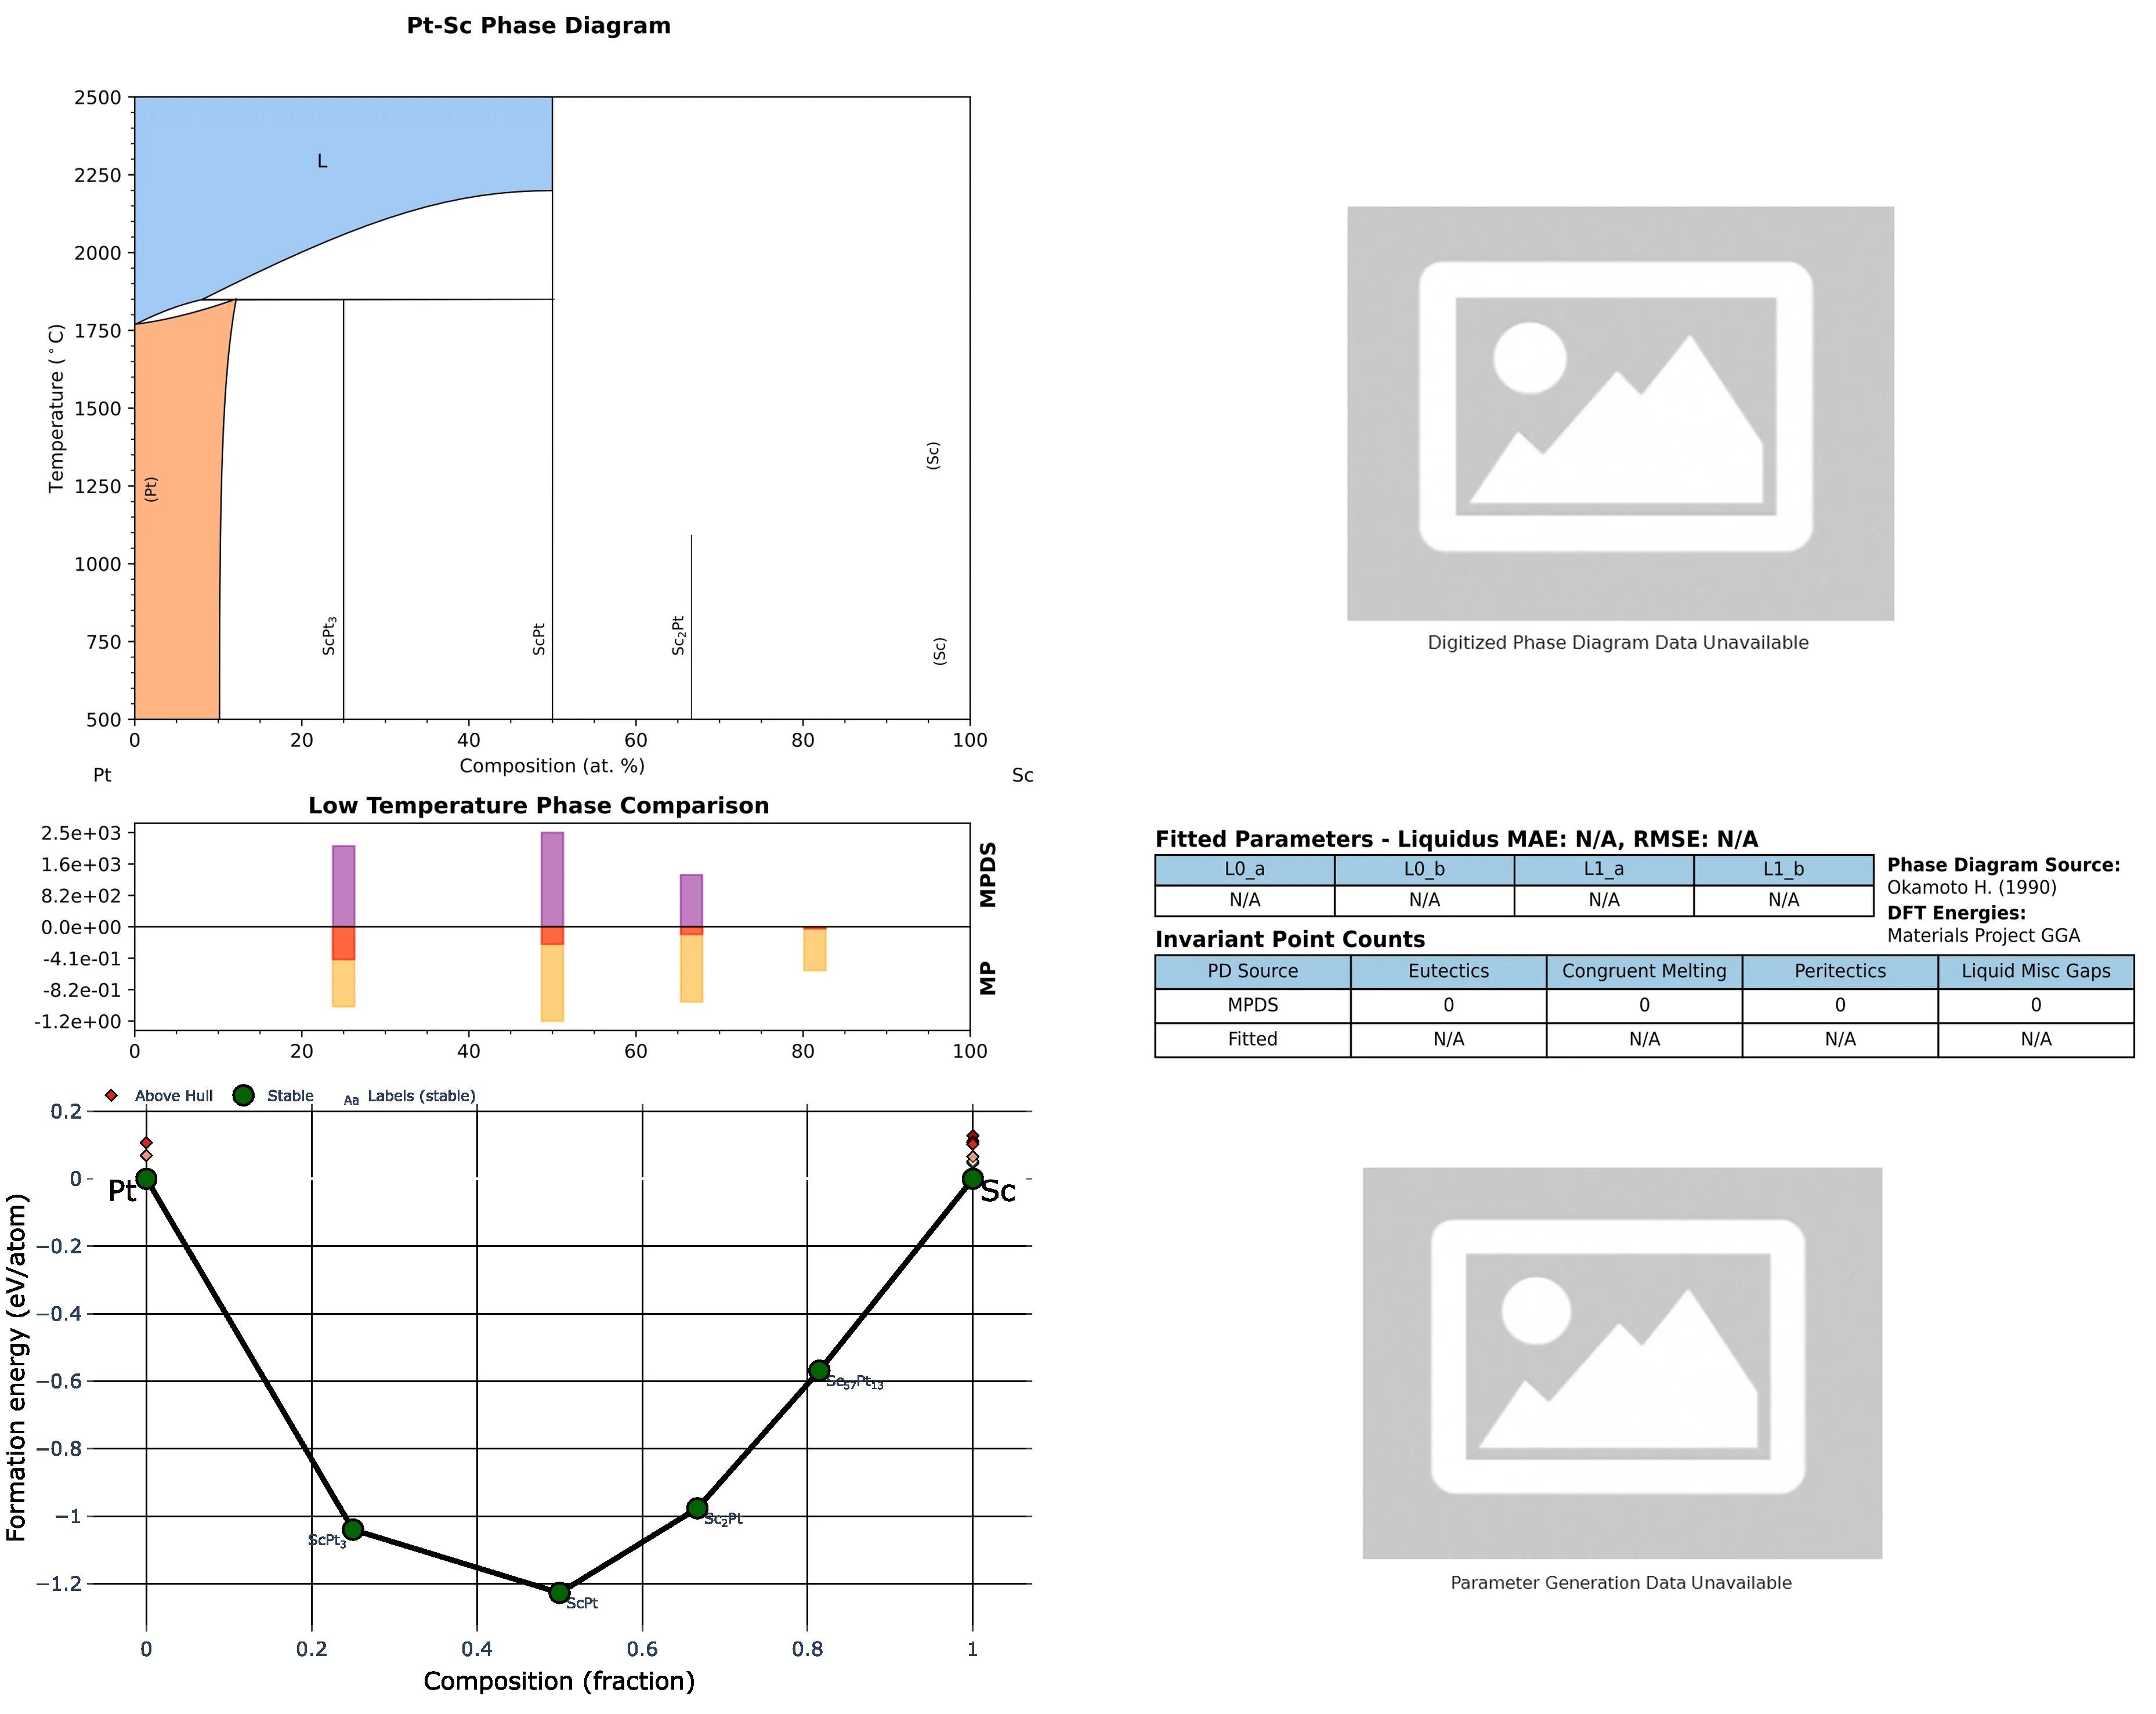 Pt-Sc Phase Diagram
2500
2250
2000
1750
1500
1250
1000
750
500
Temperature (°C)
L
(Pt)
ScPt₃
ScPt
Sc₂Pt
(Sc)
(Sc)
0 20 40 60 80 100
Composition (at. %)
Pt Sc
Digitized Phase Diagram Data Unavailable
Low Temperature Phase Comparison
2.5e+03
1.6e+03
8.2e+02
0.0e+00
-4.1e-01
-8.2e-01
-1.2e+00
MPDS
MP
0 20 40 60 80 100
Fitted Parameters - Liquidus MAE: N/A, RMSE: N/A
L0_a L0_b L1_a L1_b
N/A N/A N/A N/A
Phase Diagram Source:
Okamoto H. (1990)
DFT Energies:
Materials Project GGA
Invariant Point Counts
PD Source Eutectics Congruent Melting Peritectics Liquid Misc Gaps
MPDS 0 0 0 0
Fitted N/A N/A N/A N/A
Above Hull Stable Aa Labels (stable)
0.2
0
−0.2
−0.4
−0.6
−0.8
−1
−1.2
Formation energy (eV/atom)
Pt
Sc
Sc₅₇Pt₁₃
Sc₂Pt
ScPt₃
ScPt
0 0.2 0.4 0.6 0.8 1
Composition (fraction)
Parameter Generation Data Unavailable